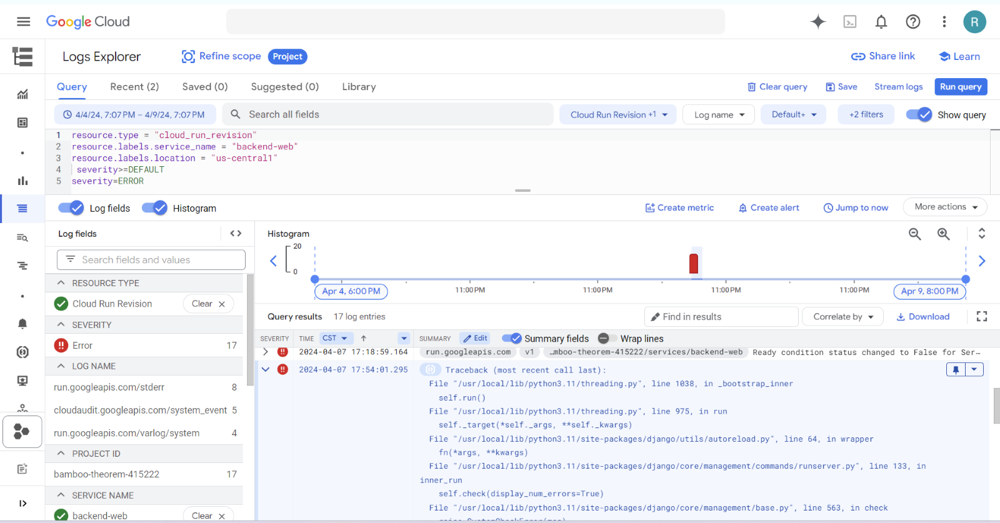 Google Cloud
R
Logs Explorer
Refine scope
Project
Share link
Learn
Query
Recent (2)
Saved (0)
Suggested (0)
Library
Clear query
Save
Stream logs
Run query
4/4/24, 7:07 PM – 4/9/24, 7:07 PM
Search all fields
Cloud Run Revision +1
Log name
Default+
+2 filters
Show query
1 resource.type = "cloud_run_revision"
2 resource.labels.service_name = "backend-web"
3 resource.labels.location = "us-central1"
4 severity>=DEFAULT
5 severity=ERROR
Log fields
Histogram
Create metric
Create alert
Jump to now
More actions
Log fields
Search fields and values
RESOURCE TYPE
Cloud Run Revision
Clear
SEVERITY
Error 17
LOG NAME
run.googleapis.com/stderr 8
cloudaudit.googleapis.com/system_event 5
run.googleapis.com/varlog/system 4
PROJECT ID
bamboo-theorem-415222 17
SERVICE NAME
backend-web
Clear
Histogram
20
0
Apr 4, 6:00 PM
11:00 PM
11:00 PM
11:00 PM
11:00 PM
Apr 9, 8:00 PM
Query results
17 log entries
Find in results
Correlate by
Download
SEVERITY
TIME
CST
SUMMARY
Edit
Summary fields
Wrap lines
2024-04-07 17:18:59.164 run.googleapis.com v1 …mboo-theorem-415222/services/backend-web Ready condition status changed to False for Ser…
2024-04-07 17:54:01.295 Traceback (most recent call last):
File "/usr/local/lib/python3.11/threading.py", line 1038, in _bootstrap_inner
self.run()
File "/usr/local/lib/python3.11/threading.py", line 975, in run
self._target(*self._args, **self._kwargs)
File "/usr/local/lib/python3.11/site-packages/django/utils/autoreload.py", line 64, in wrapper
fn(*args, **kwargs)
File "/usr/local/lib/python3.11/site-packages/django/core/management/commands/runserver.py", line 133, in
inner_run
self.check(display_num_errors=True)
File "/usr/local/lib/python3.11/site-packages/django/core/management/base.py", line 563, in check
raise SystemCheckError(msg)